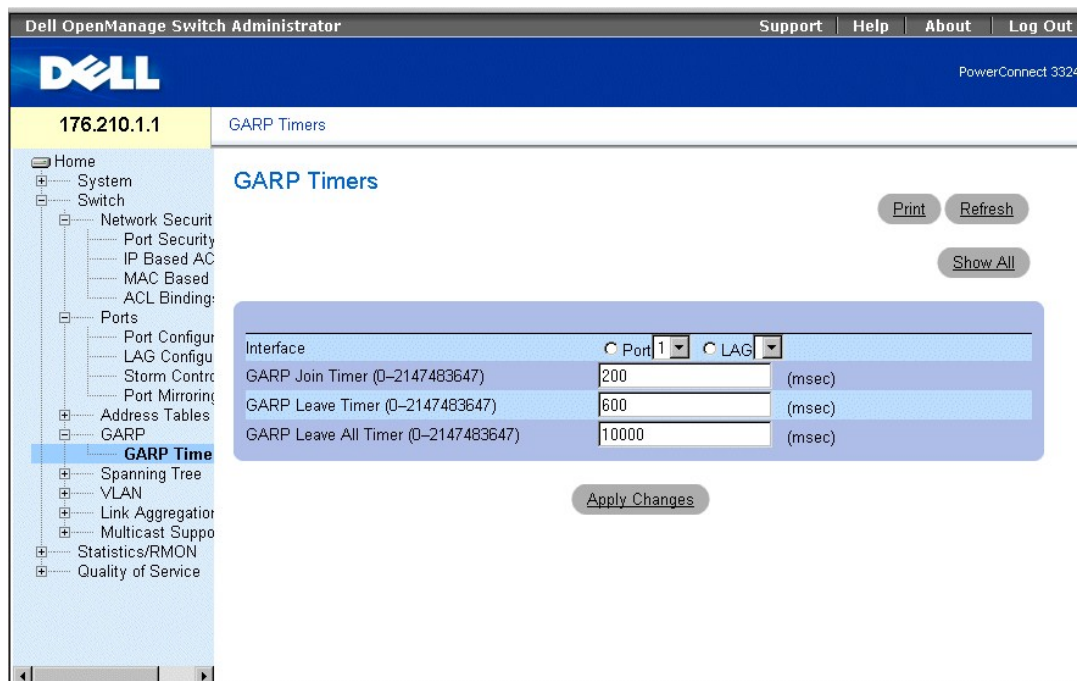 Dell OpenManage Switch Administrator Support Help About Log Out
DELL PowerConnect 3324
176.210.1.1 GARP Timers
Home
System
Switch
Network Securit
Port Security
IP Based AC
MAC Based
ACL Bindings
Ports
Port Configur
LAG Configu
Storm Contro
Port Mirroring
Address Tables
GARP
GARP Time
Spanning Tree
VLAN
Link Aggregation
Multicast Suppo
Statistics/RMON
Quality of Service
GARP Timers
Print Refresh
Show All
Interface Port 1 LAG
GARP Join Timer (0–2147483647) 200 (msec)
GARP Leave Timer (0–2147483647) 600 (msec)
GARP Leave All Timer (0–2147483647) 10000 (msec)
Apply Changes